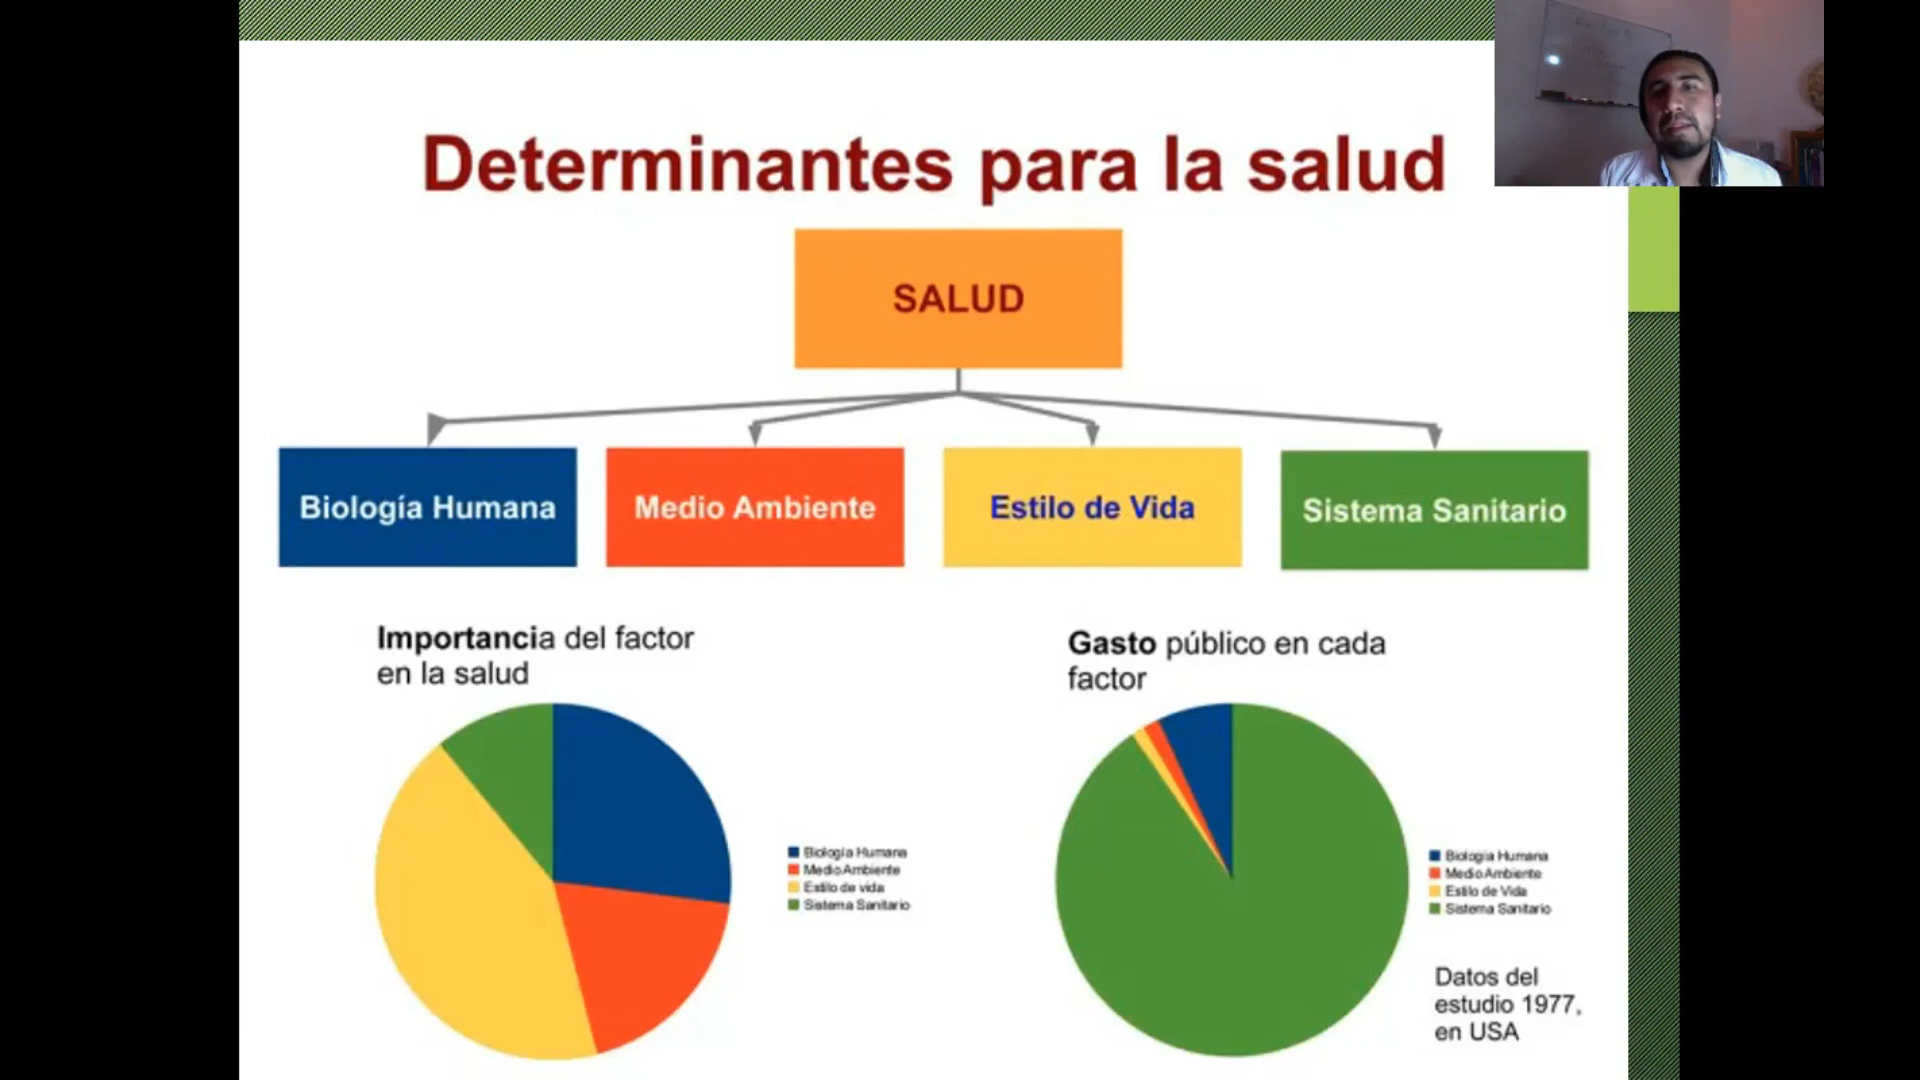 Determinantes para la salud
SALUD
Biología Humana
Medio Ambiente
Estilo de Vida
Sistema Sanitario
Importancia del factor
en la salud
Gasto público en cada
factor
Biología Humana
Medio Ambiente
Estilo de vida
Sistema Sanitario
Biología Humana
Medio Ambiente
Estilo de Vida
Sistema Sanitario
Datos del
estudio 1977,
en USA